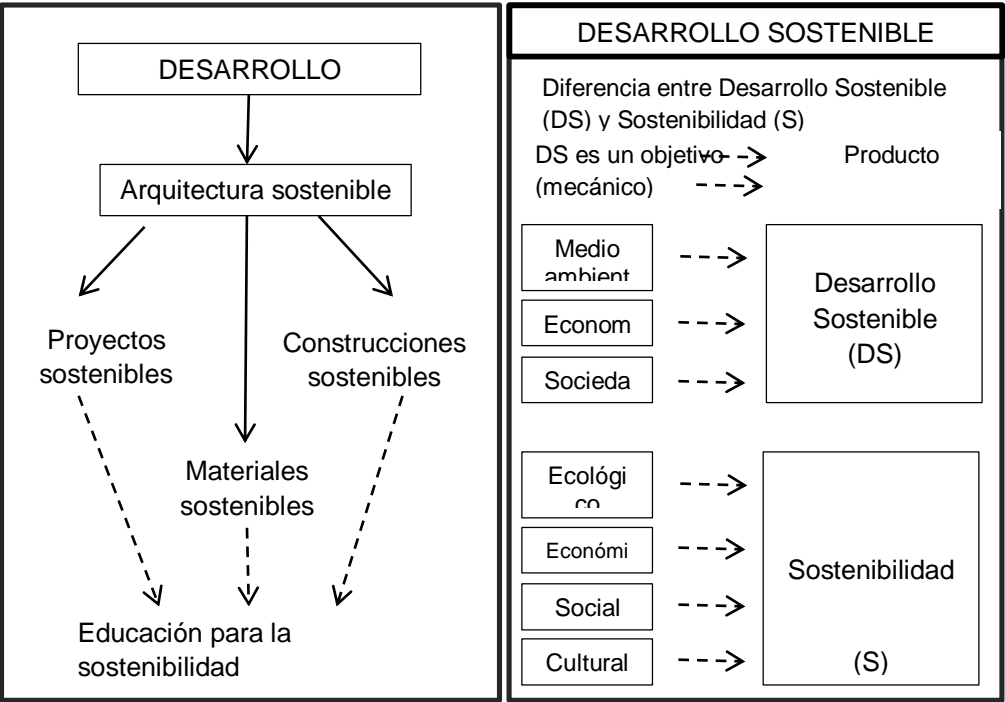 DESARROLLO
Arquitectura sostenible
Proyectos
sostenibles
Construcciones
sostenibles
Materiales
sostenibles
Educación para la
sostenibilidad
DESARROLLO SOSTENIBLE
Diferencia entre Desarrollo Sostenible
(DS) y Sostenibilidad (S)
DS es un objetivo
Producto
(mecánico)
Medio
ambient
Econom
Socieda
Desarrollo
Sostenible
(DS)
Ecológi
co
Económi
Social
Cultural
Sostenibilidad
(S)